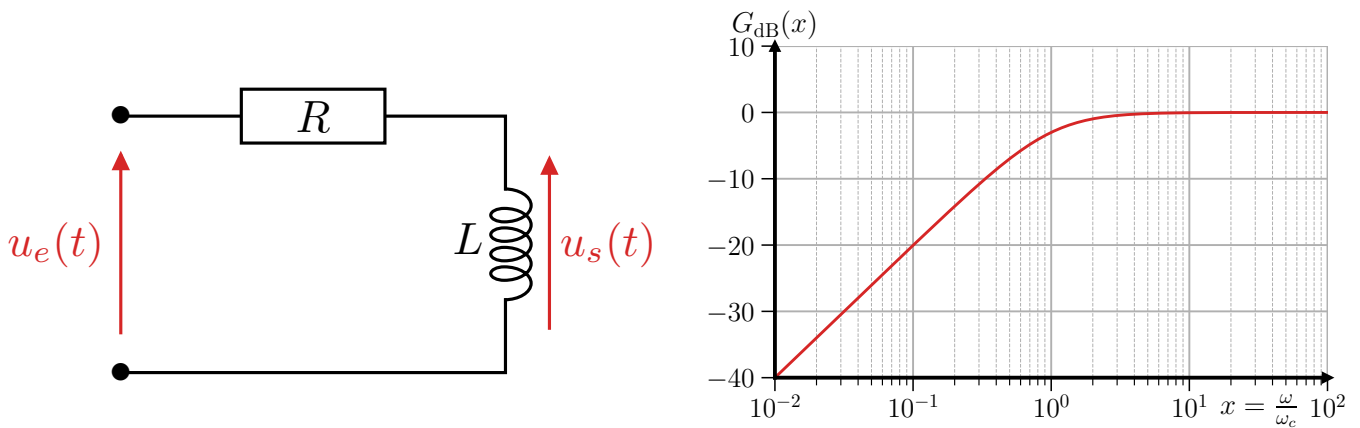 R
u_e(t)
L
u_s(t)
G_dB(x)
10
0
−10
−20
−30
−40
10^−2
10^−1
10^0
10^1
x = ω/ω_c
10^2